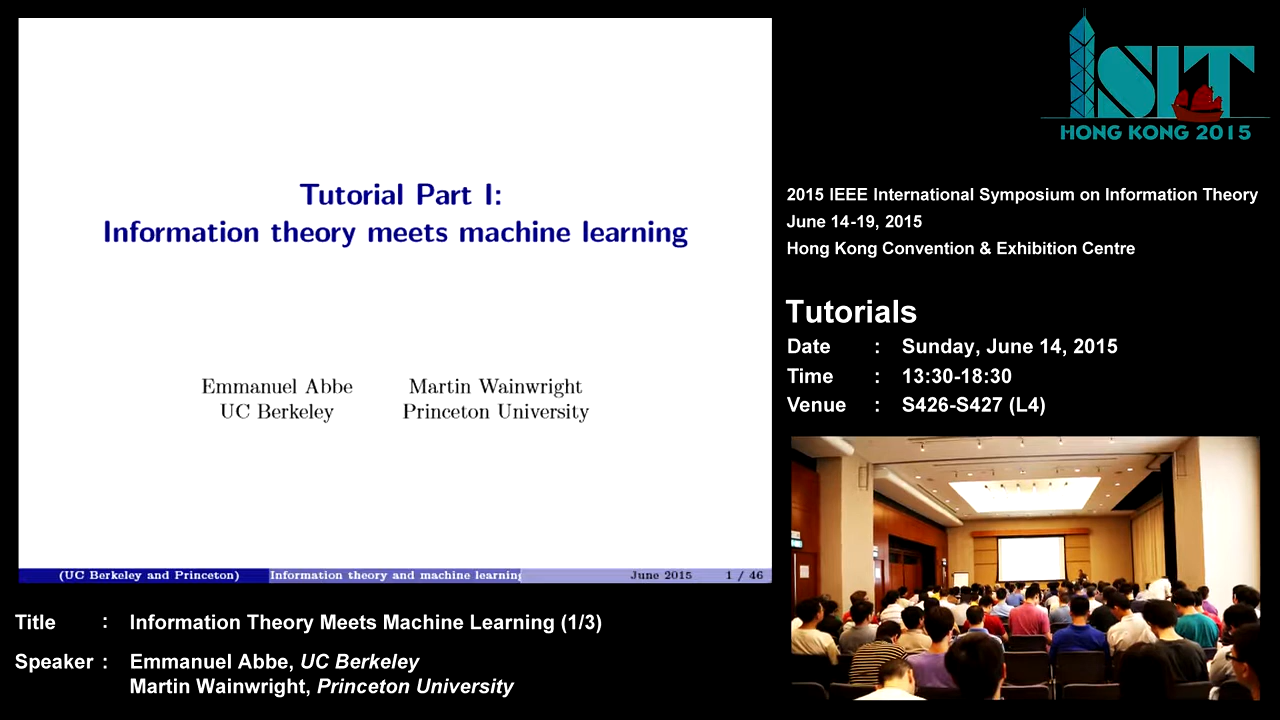 Tutorial Part I:
Information theory meets machine learning
Emmanuel Abbe Martin Wainwright
UC Berkeley Princeton University
(UC Berkeley and Princeton) Information theory and machine learning June 2015 1 / 46
Title : Information Theory Meets Machine Learning (1/3)
Speaker : Emmanuel Abbe, UC Berkeley
Martin Wainwright, Princeton University
ISIT
HONG KONG 2015
2015 IEEE International Symposium on Information Theory
June 14-19, 2015
Hong Kong Convention & Exhibition Centre
Tutorials
Date : Sunday, June 14, 2015
Time : 13:30-18:30
Venue : S426-S427 (L4)